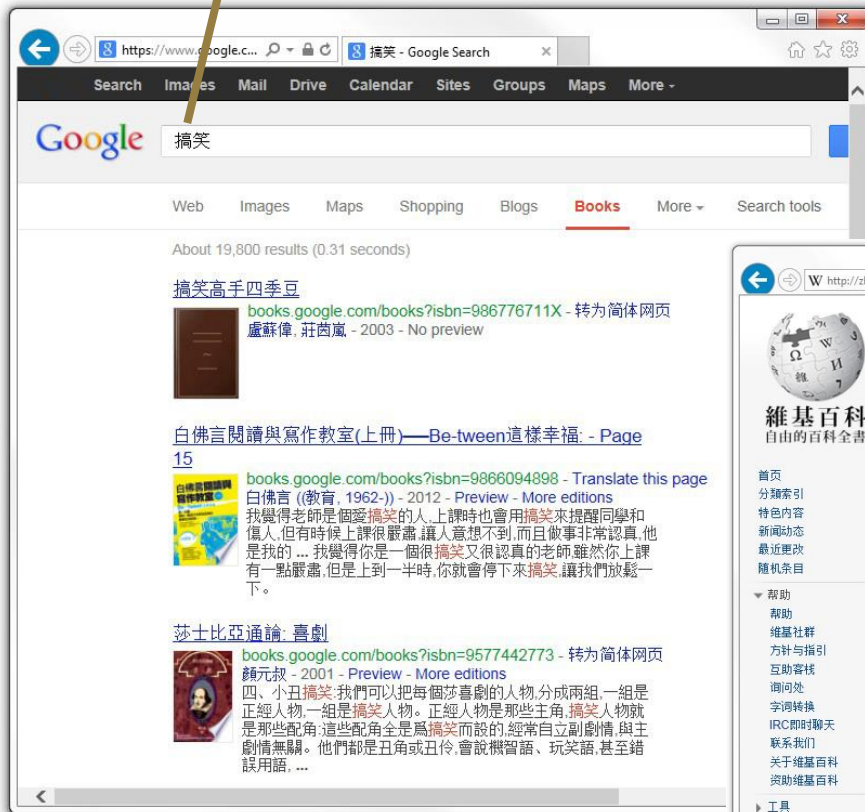 https://www.google.c...
搞笑 - Google Search
Search Images Mail Drive Calendar Sites Groups Maps More
Google
搞笑
Web Images Maps Shopping Blogs Books More Search tools
About 19,800 results (0.31 seconds)
搞笑高手四季豆
books.google.com/books?isbn=986776711X - 转为简体网页
盧蘇偉, 莊茵嵐 - 2003 - No preview
白佛言閱讀與寫作教室(上冊)──Be-tween這樣幸福: - Page
15
books.google.com/books?isbn=9866094898 - Translate this page
白佛言 ((教育, 1962-)) - 2012 - Preview - More editions
我覺得老師是個愛搞笑的人,上課時也會用搞笑來提醒同學和
傷人,但有時候上課很嚴肅,讓人意想不到,而且做事非常認真,他
是我的 ... 我覺得你是一個很搞笑又很認真的老師,雖然你上課
有一點嚴肅,但是上到一半時,你就會停下來搞笑,讓我們放鬆一
下。
白佛言閱讀與
寫作教室
莎士比亞通論: 喜劇
books.google.com/books?isbn=9577442773 - 转为简体网页
顏元叔 - 2001 - Preview - More editions
四、小丑搞笑:我們可以把每個莎喜劇的人物,分成兩組,一組是
正經人物,一組是搞笑人物。正經人物是那些主角,搞笑人物就
是那些配角:這些配角全是爲搞笑而設的,經常自立副劇情,與主
劇情無關。他們都是丑角或丑伶,會說機智語、玩笑語,甚至錯
誤用語, ...
W http://zl
Ω W И 維 7
維基百科
自由的百科全書
首页
分類索引
特色内容
新闻动态
最近更改
随机条目
帮助
帮助
维基社群
方针与指引
互助客栈
询问处
字词转换
IRC即时聊天
联系我们
关于维基百科
资助维基百科
工具